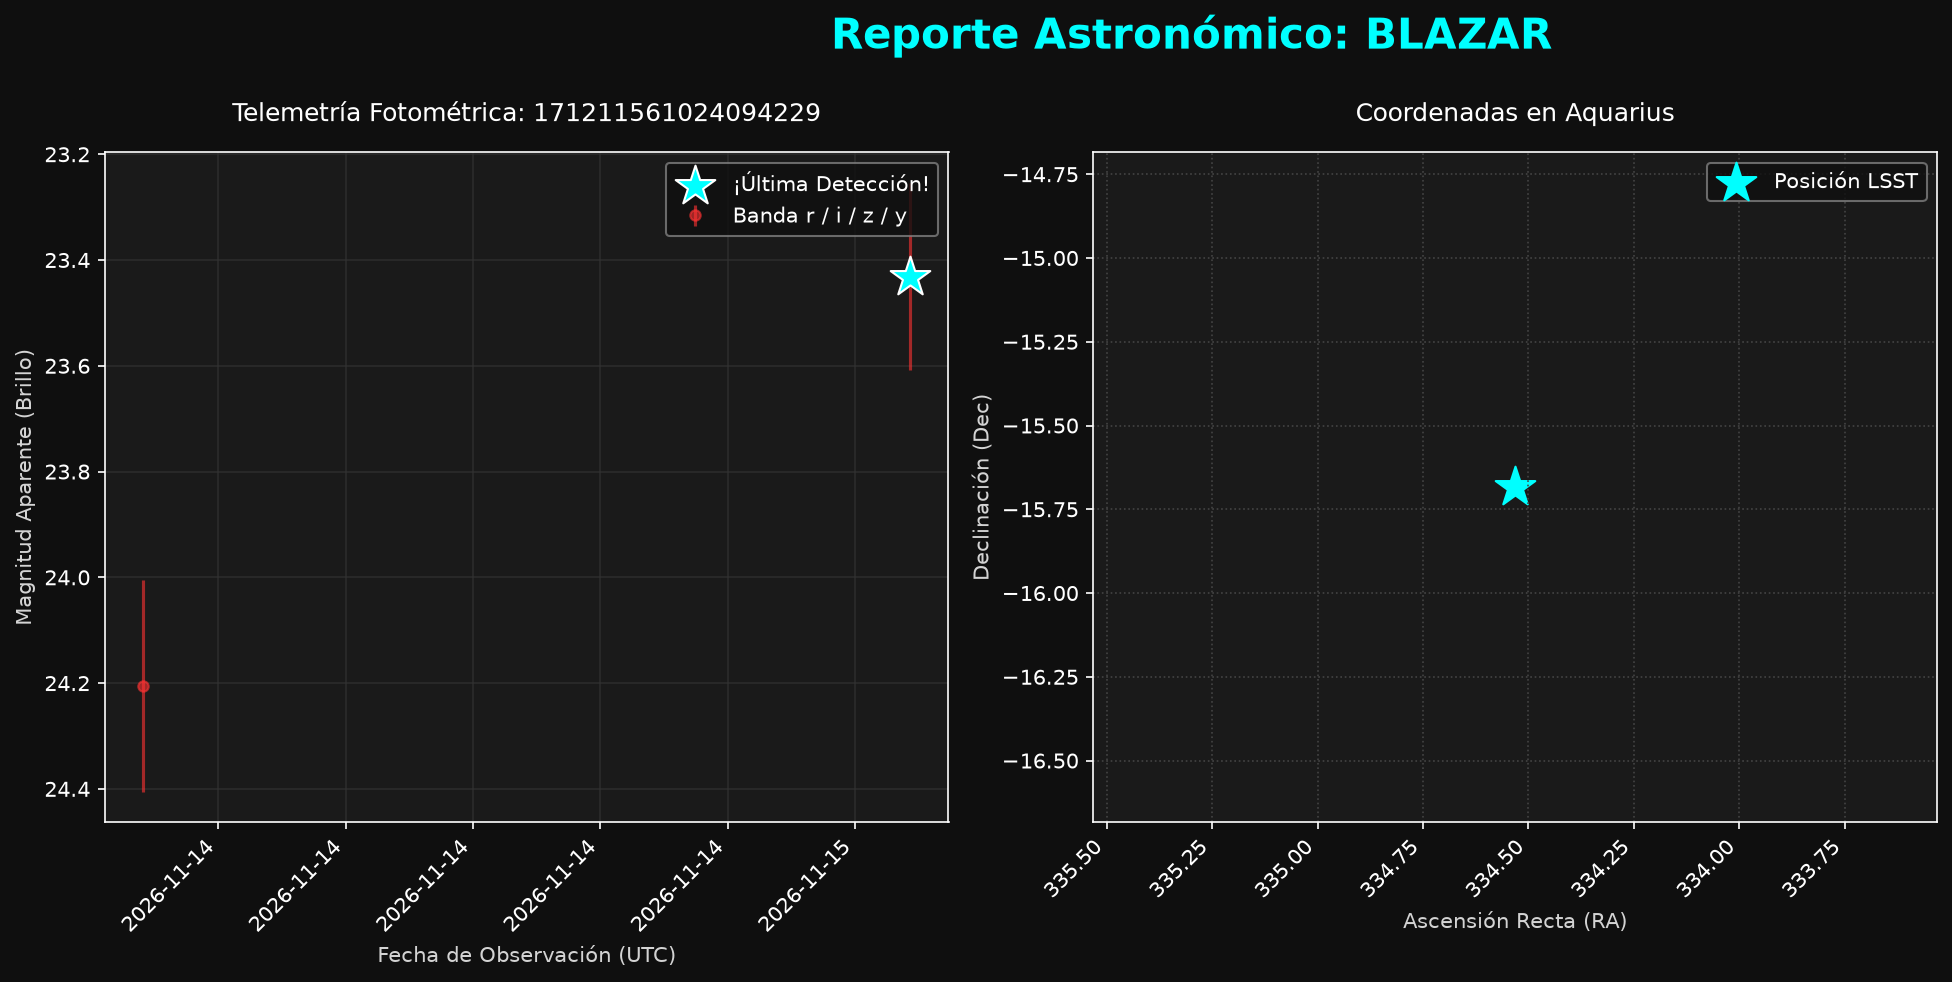 Reporte Astronómico: BLAZAR
Telemetría Fotométrica: 171211561024094229
23.2
23.4
23.6
23.8
24.0
24.2
24.4
Magnitud Aparente (Brillo)
¡Última Detección!
Banda r / i / z / y
2026-11-14
2026-11-14
2026-11-14
2026-11-14
2026-11-14
2026-11-15
Fecha de Observación (UTC)
Coordenadas en Aquarius
−14.75
−15.00
−15.25
−15.50
−15.75
−16.00
−16.25
−16.50
Declinación (Dec)
Posición LSST
335.50
335.25
335.00
334.75
334.50
334.25
334.00
333.75
Ascensión Recta (RA)